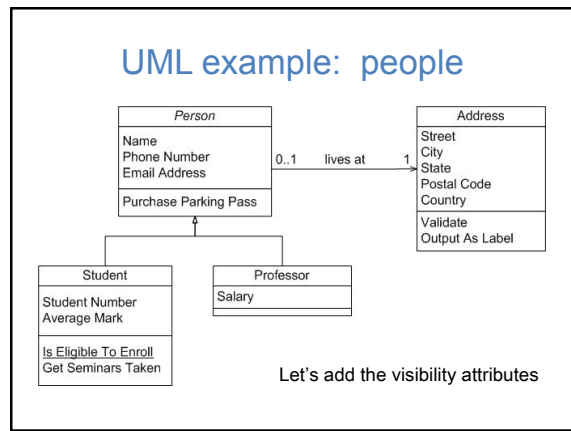 UML example: people
Person
Name
Phone Number
Email Address
Purchase Parking Pass
0..1 lives at 1
Address
Street
City
State
Postal Code
Country
Validate
Output As Label
Student
Student Number
Average Mark
Is Eligible To Enroll
Get Seminars Taken
Professor
Salary
Let's add the visibility attributes